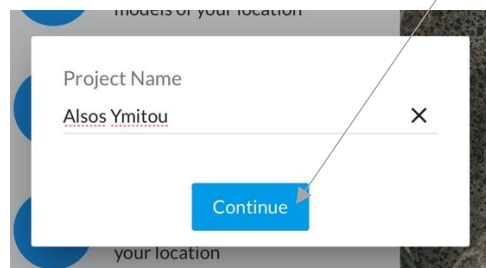 models of your location
Project Name
Alsos Ymitou
Continue
your location